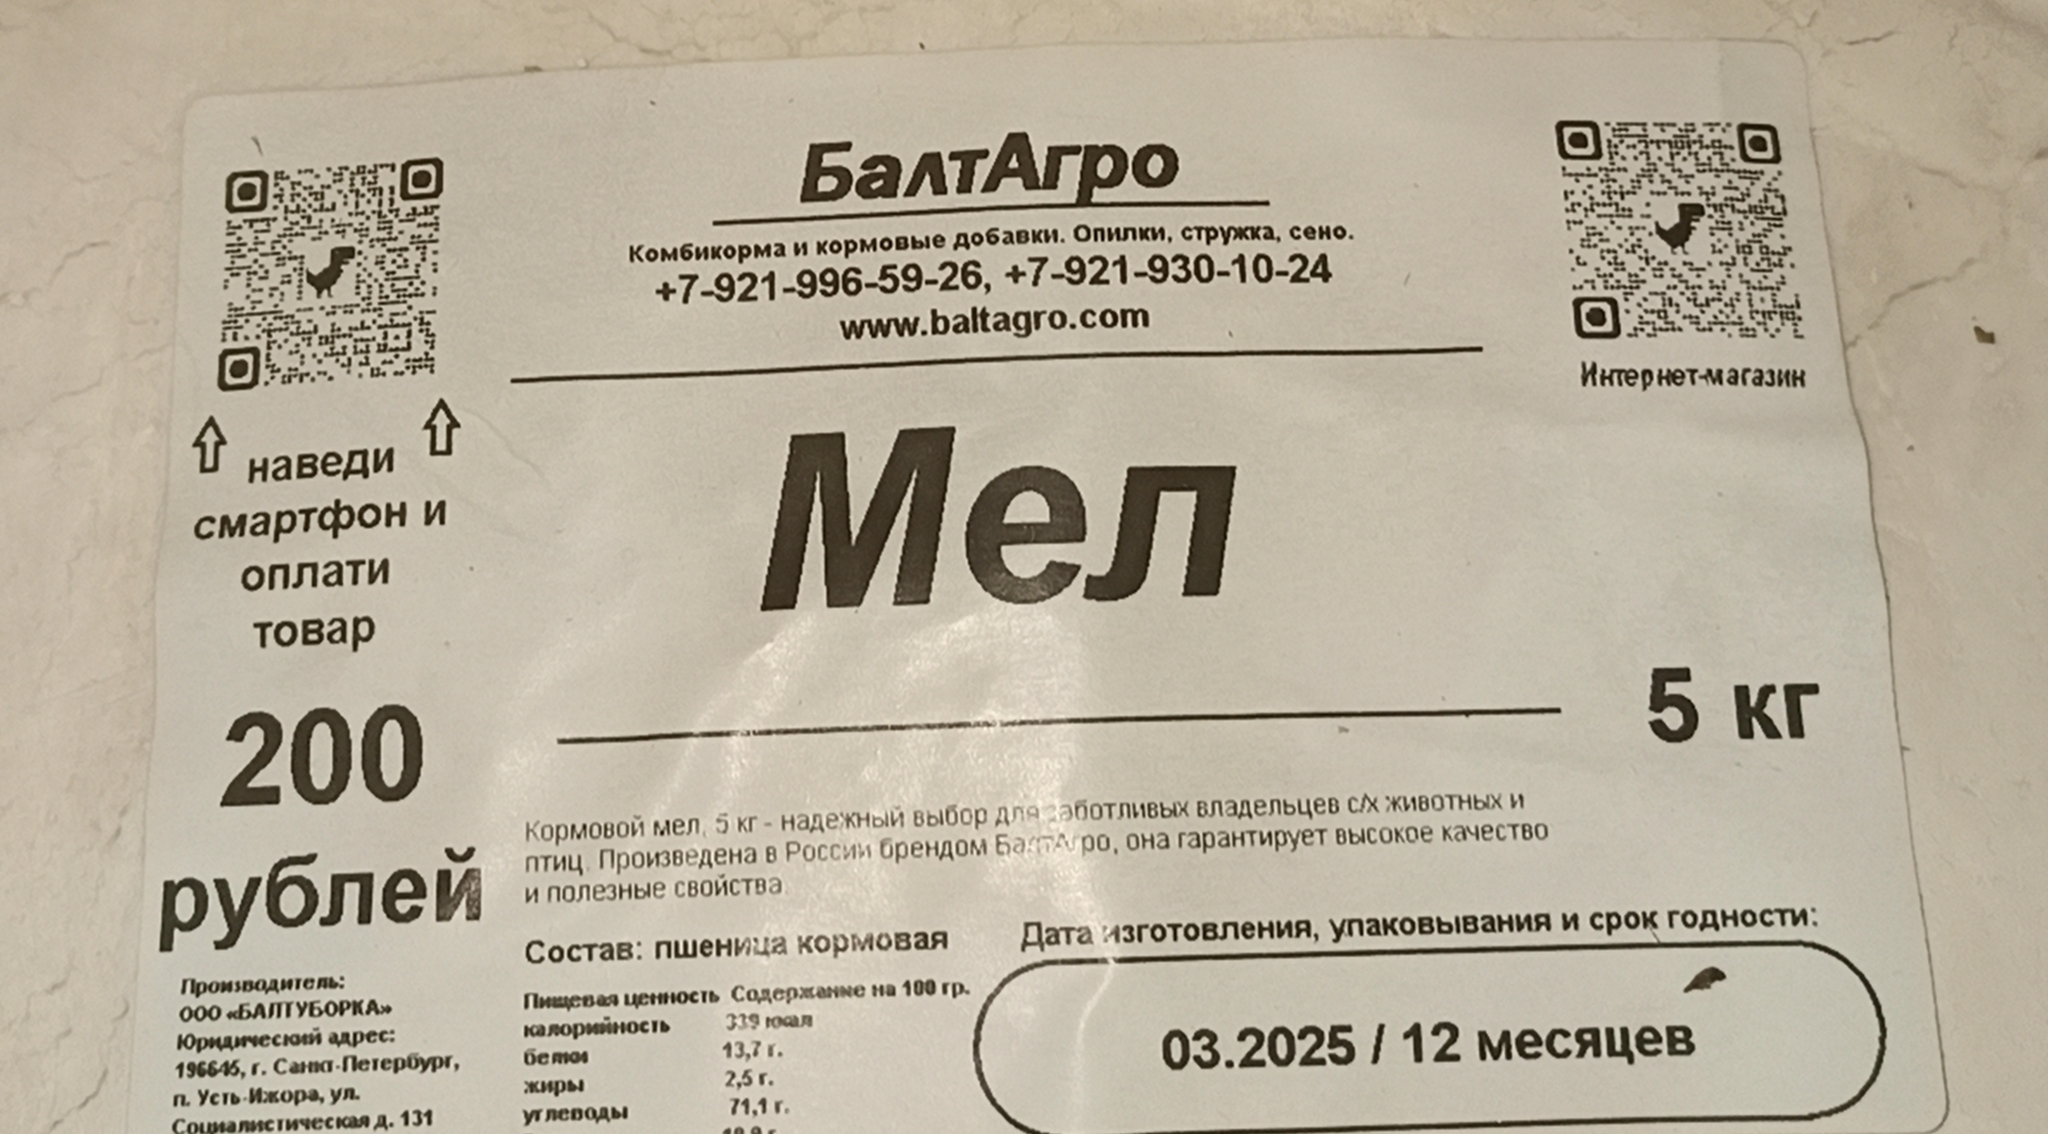 БалтАгро
Комбикорма и кормовые добавки. Опилки, стружка, сено.
+7-921-996-59-26, +7-921-930-10-24
www.baltagro.com
Интернет-магазин
наведи
смартфон и
оплати
товар
Мел
5 кг
200
рублей
Кормовой мел, 5 кг - надежный выбор для заботливых владельцев с/х животных и
птиц. Произведена в России брендом БалтАгро, она гарантирует высокое качество
и полезные свойства
Состав: пшеница кормовая
Пищевая ценность Содержание на 100 гр.
калорийность 339 ккал
белки 13,7 г.
жиры 2,5 г.
углеводы 71,1 г.
Дата изготовления, упаковывания и срок годности:
03.2025 / 12 месяцев
Производитель:
ООО «БАЛТУБОРКА»
Юридический адрес:
196645, г. Санкт-Петербург,
п. Усть-Ижора, ул.
Социалистическая д. 131